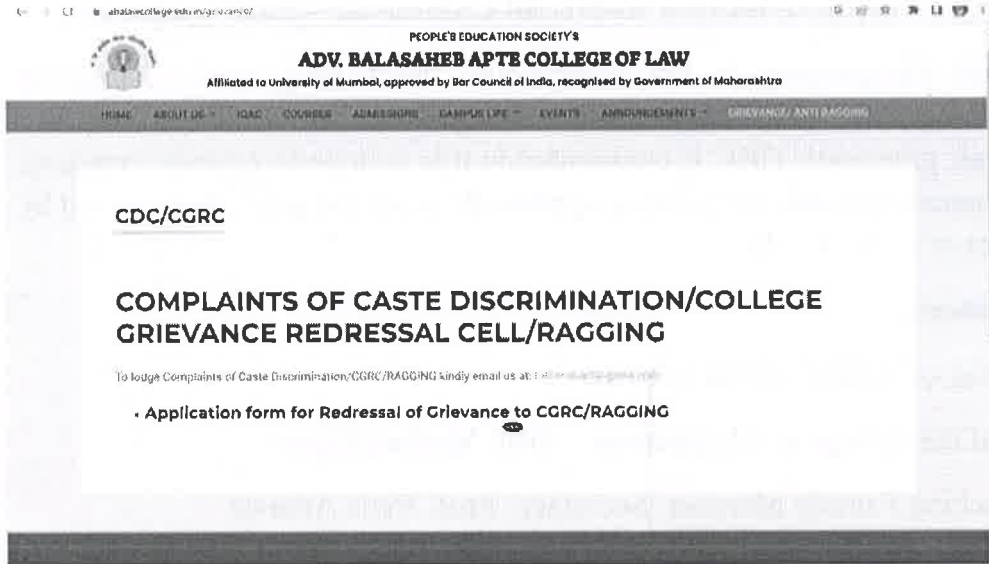 PEOPLE'S EDUCATION SOCIETY'S
ADV. BALASAHEB APTE COLLEGE OF LAW
Affiliated to University of Mumbai, approved by Bar Council of India, recognised by Government of Maharashtra
HOME ABOUT US IQAC COURSES ADMISSIONS CAMPUS LIFE EVENTS ANNOUNCEMENTS GRIEVANCE/ ANTI RAGGING
CDC/CGRC
COMPLAINTS OF CASTE DISCRIMINATION/COLLEGE
GRIEVANCE REDRESSAL CELL/RAGGING
To lodge Complaints of Caste Discrimination/CGRC/RAGGING kindly email us at:
• Application form for Redressal of Grievance to CGRC/RAGGING